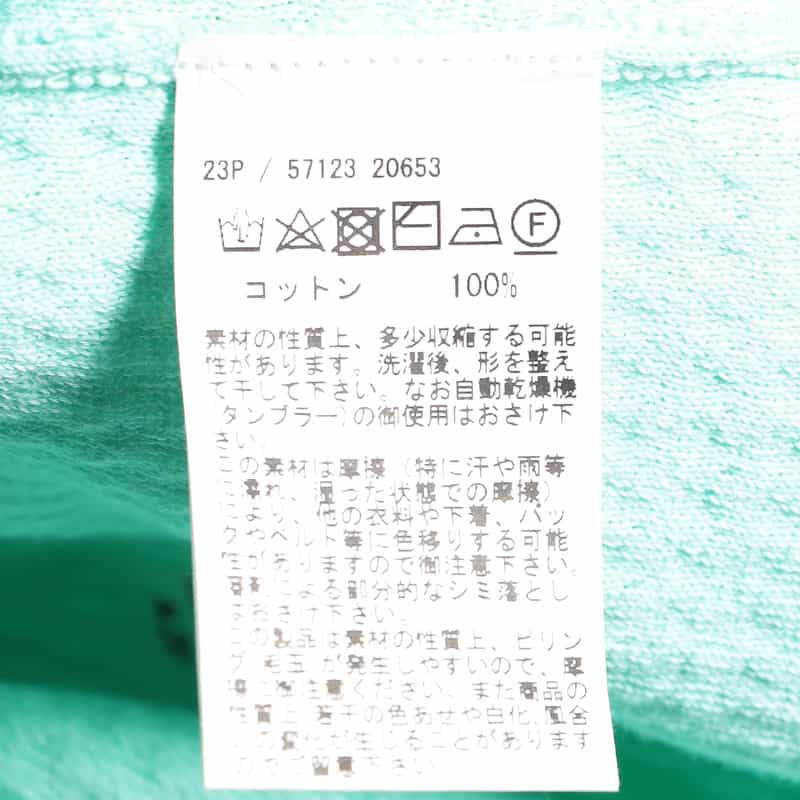 23P / 57123 20653
F
コットン 100%
素材の性質上、多少収縮する可能
性があります。洗濯後、形を整え
て干して下さい。なお自動乾燥機
(タンブラー)の御使用はおさけ下
さい。
この素材は摩擦(特に汗や雨等
に濡れ、湿った状態での摩擦)
により、他の衣料や下着、バッ
グやベルト等に色移りする可能
性がありますので御注意下さい。
溶剤による部分的なシミ落とし
はおさけ下さい。
この製品は素材の性質上、ピリン
グ(毛玉)が発生しやすいので、摩
擦に御注意ください。また商品の
性質上、若干の色あせや白化、風合
いの変化が生じることがあります
のでご留意下さい